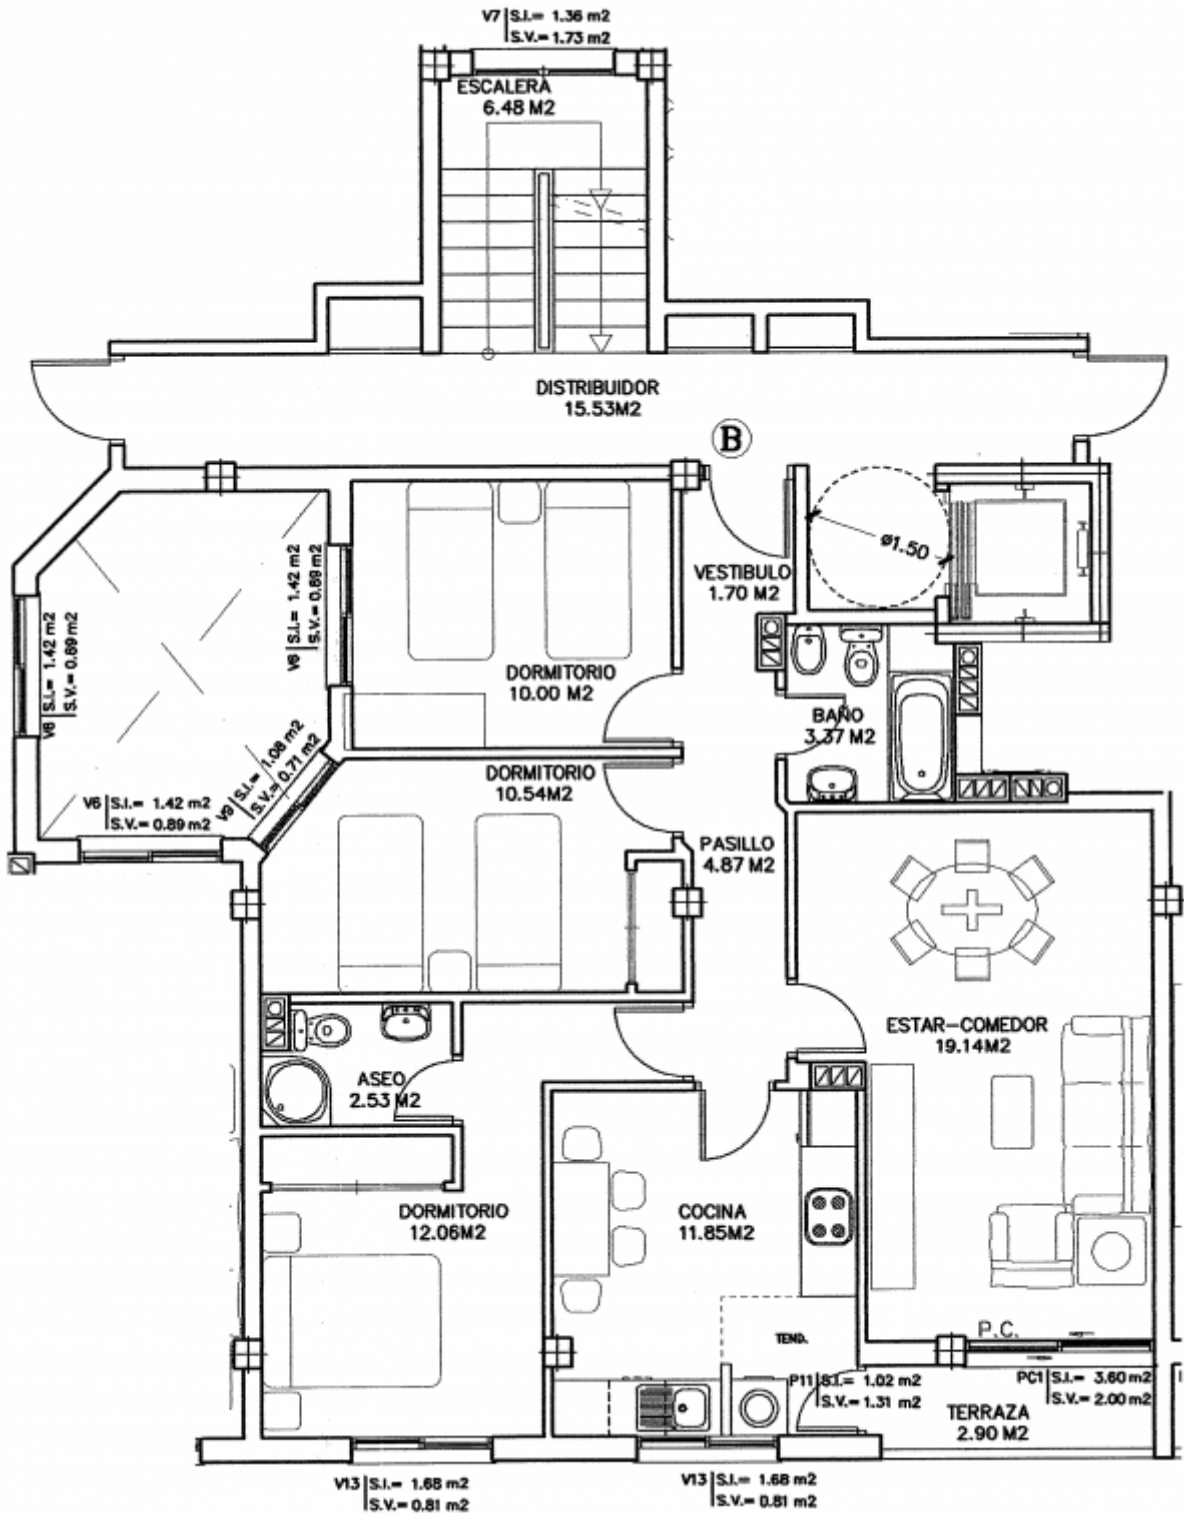 V7 S.I.= 1.36 m2
S.V.= 1.73 m2
ESCALERA
6.48 M2
DISTRIBUIDOR
15.53M2
B
ø1.50
VESTIBULO
1.70 M2
V6 S.I.= 1.42 m2
S.V.= 0.89 m2
V6 S.I.= 1.42 m2
S.V.= 0.89 m2
DORMITORIO
10.00 M2
BAÑO
3.37 M2
V9 S.I.= 1.08 m2
S.V.= 0.71 m2
V6 S.I.= 1.42 m2
S.V.= 0.89 m2
DORMITORIO
10.54M2
PASILLO
4.87 M2
ESTAR-COMEDOR
19.14M2
ASEO
2.53 M2
DORMITORIO
12.06M2
COCINA
11.85M2
TEND.
P.C.
P11 S.I.= 1.02 m2
S.V.= 1.31 m2
PC1 S.I.= 3.60 m2
S.V.= 2.00 m2
TERRAZA
2.90 M2
V13 S.I.= 1.68 m2
S.V.= 0.81 m2
V13 S.I.= 1.68 m2
S.V.= 0.81 m2